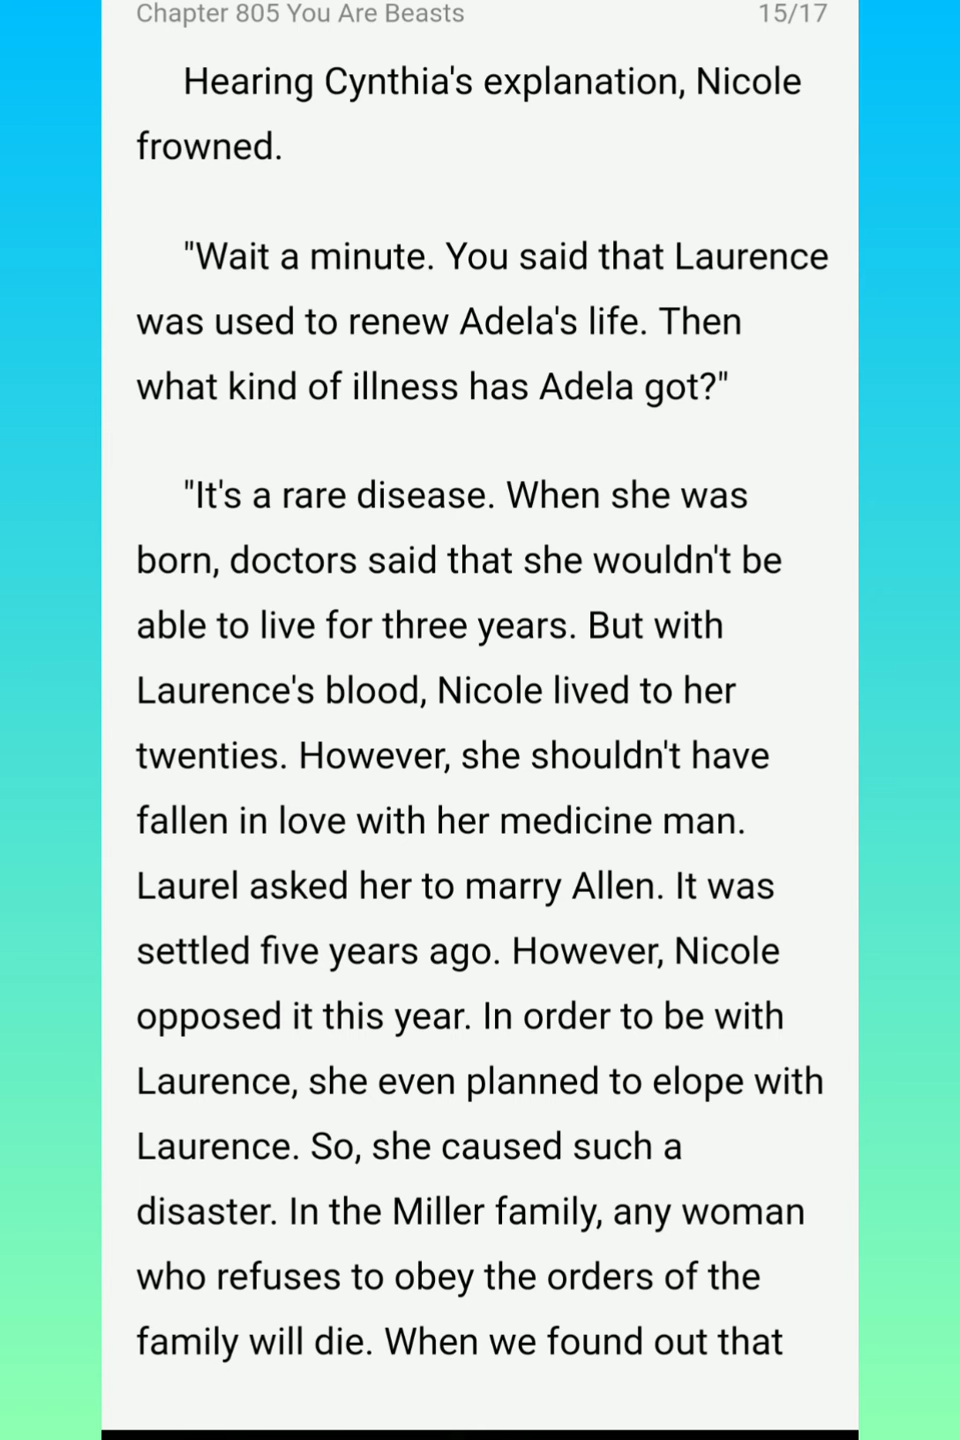 Chapter 805 You Are Beasts 15/17
Hearing Cynthia's explanation, Nicole
frowned.
"Wait a minute. You said that Laurence
was used to renew Adela's life. Then
what kind of illness has Adela got?"
"It's a rare disease. When she was
born, doctors said that she wouldn't be
able to live for three years. But with
Laurence's blood, Nicole lived to her
twenties. However, she shouldn't have
fallen in love with her medicine man.
Laurel asked her to marry Allen. It was
settled five years ago. However, Nicole
opposed it this year. In order to be with
Laurence, she even planned to elope with
Laurence. So, she caused such a
disaster. In the Miller family, any woman
who refuses to obey the orders of the
family will die. When we found out that